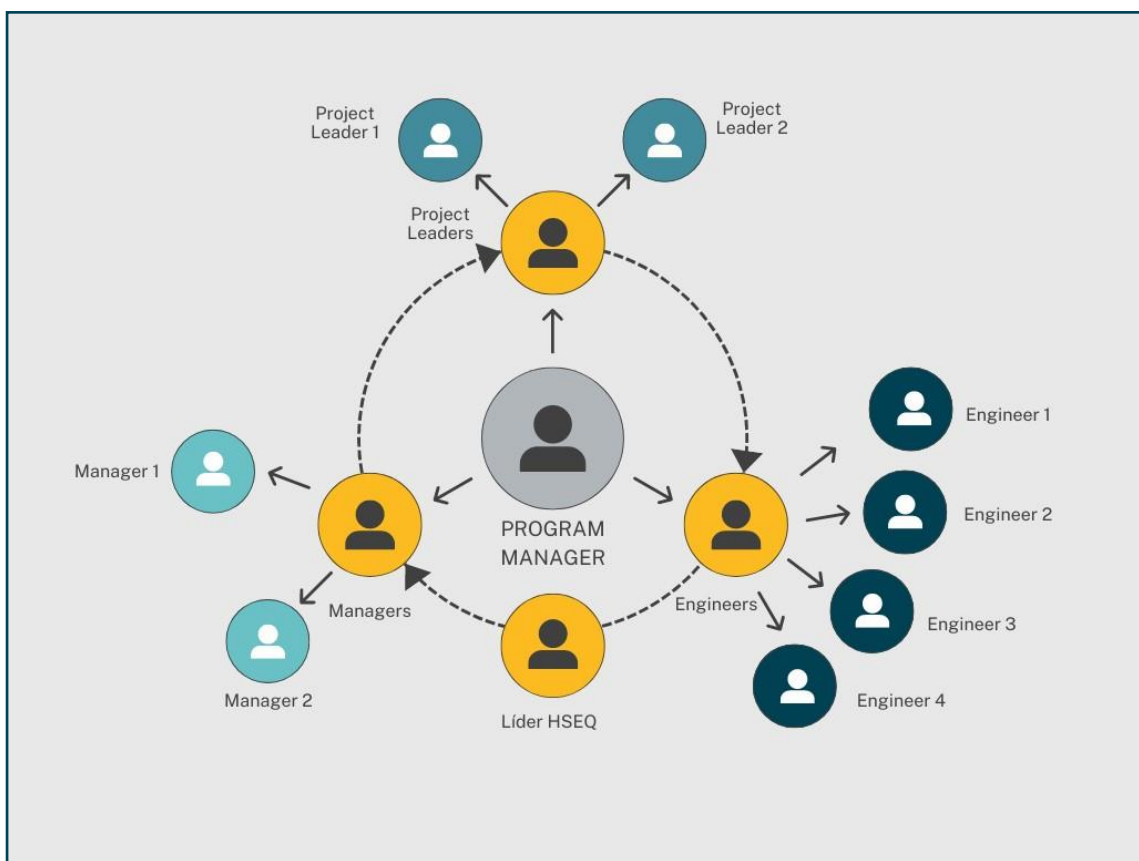 Project
Leader 1
Project
Leader 2
Project
Leaders
Engineer 1
Manager 1
Engineer 2
PROGRAM
MANAGER
Managers
Engineers
Engineer 3
Manager 2
Engineer 4
Líder HSEQ